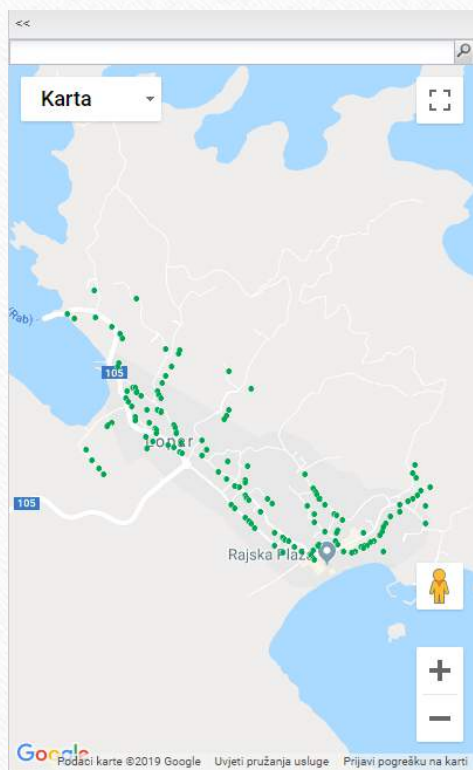 <<
Karta
(Rab)
105
Lopar
105
Rajska Plaža
Google
Podaci karte ©2019 Google Uvjeti pružanja usluge Prijavi pogrešku na karti